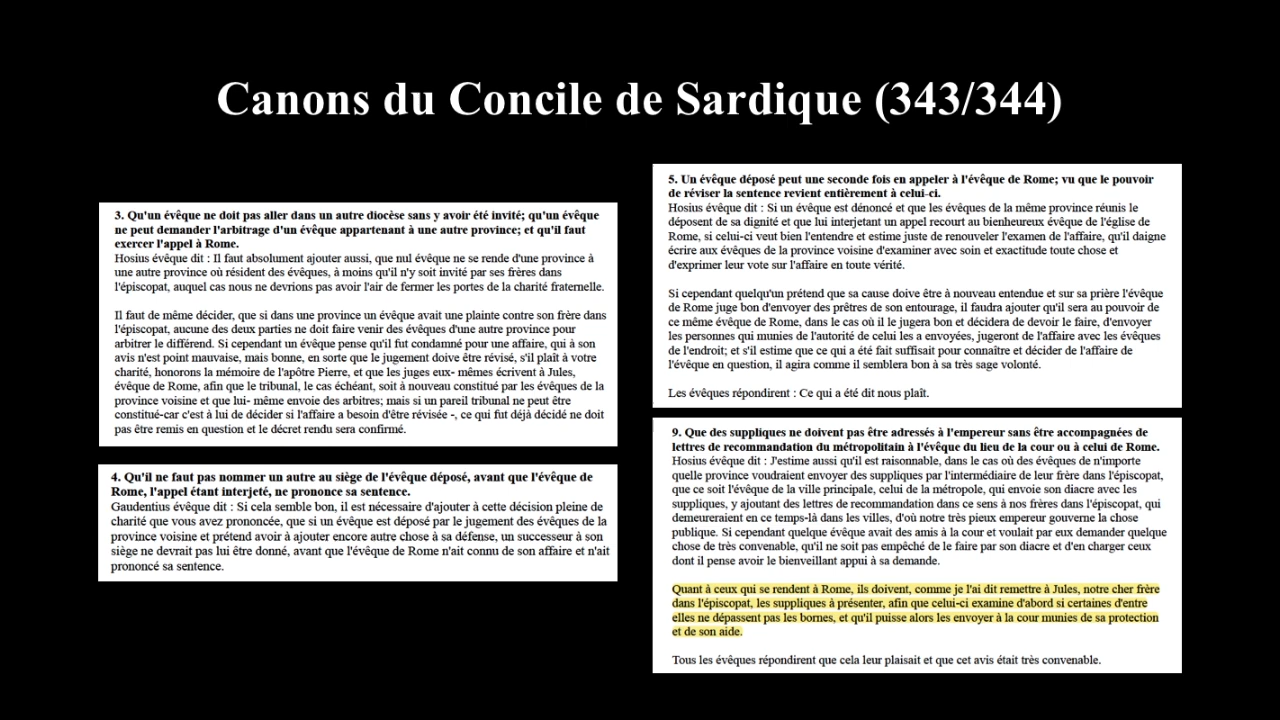 Canons du Concile de Sardique (343/344)
3. Qu'un évêque ne doit pas aller dans un autre diocèse sans y avoir été invité; qu'un évêque
ne peut demander l'arbitrage d'un évêque appartenant à une autre province; et qu'il faut
exercer l'appel à Rome.
Hosius évêque dit : Il faut absolument ajouter aussi, que nul évêque ne se rende d'une province à
une autre province où résident des évêques, à moins qu'il n'y soit invité par ses frères dans
l'épiscopat, auquel cas nous ne devrions pas avoir l'air de fermer les portes de la charité fraternelle.
Il faut de même décider, que si dans une province un évêque avait une plainte contre son frère dans
l'épiscopat, aucune des deux parties ne doit faire venir des évêques d'une autre province pour
arbitrer le différend. Si cependant un évêque pense qu'il fut condamné pour une affaire, qui à son
avis n'est point mauvaise, mais bonne, en sorte que le jugement doive être révisé, s'il plaît à votre
charité, honorons la mémoire de l'apôtre Pierre, et que les juges eux- mêmes écrivent à Jules,
évêque de Rome, afin que le tribunal, le cas échéant, soit à nouveau constitué par les évêques de la
province voisine et que lui- même envoie des arbitres; mais si un pareil tribunal ne peut être
constitué-car c'est à lui de décider si l'affaire a besoin d'être révisée -, ce qui fut déjà décidé ne doit
pas être remis en question et le décret rendu sera confirmé.
4. Qu'il ne faut pas nommer un autre au siège de l'évêque déposé, avant que l'évêque de
Rome, l'appel étant interjeté, ne prononce sa sentence.
Gaudentius évêque dit : Si cela semble bon, il est nécessaire d'ajouter à cette décision pleine de
charité que vous avez prononcée, que si un évêque est déposé par le jugement des évêques de la
province voisine et prétend avoir à ajouter encore autre chose à sa défense, un successeur à son
siège ne devrait pas lui être donné, avant que l'évêque de Rome n'ait connu de son affaire et n'ait
prononcé sa sentence.
5. Un évêque déposé peut une seconde fois en appeler à l'évêque de Rome; vu que le pouvoir
de réviser la sentence revient entièrement à celui-ci.
Hosius évêque dit : Si un évêque est dénoncé et que les évêques de la même province réunis le
déposent de sa dignité et que lui interjetant un appel recourt au bienheureux évêque de l'église de
Rome, si celui-ci veut bien l'entendre et estime juste de renouveler l'examen de l'affaire, qu'il daigne
écrire aux évêques de la province voisine d'examiner avec soin et exactitude toute chose et
d'exprimer leur vote sur l'affaire en toute vérité.
Si cependant quelqu'un prétend que sa cause doive être à nouveau entendue et sur sa prière l'évêque
de Rome juge bon d'envoyer des prêtres de son entourage, il faudra ajouter qu'il sera au pouvoir de
ce même évêque de Rome, dans le cas où il le jugera bon et décidera de devoir le faire, d'envoyer
les personnes qui munies de l'autorité de celui les a envoyées, jugeront de l'affaire avec les évêques
de l'endroit; et s'il estime que ce qui a été fait suffisait pour connaître et décider de l'affaire de
l'évêque en question, il agira comme il semblera bon à sa très sage volonté.
Les évêques répondirent : Ce qui a été dit nous plaît.
9. Que des suppliques ne doivent pas être adressés à l'empereur sans être accompagnées de
lettres de recommandation du métropolitain à l'évêque du lieu de la cour ou à celui de Rome.
Hosius évêque dit : J'estime aussi qu'il est raisonnable, dans le cas où des évêques de n'importe
quelle province voudraient envoyer des suppliques par l'intermédiaire de leur frère dans l'épiscopat,
que ce soit l'évêque de la ville principale, celui de la métropole, qui envoie son diacre avec les
suppliques, y ajoutant des lettres de recommandation dans ce sens à nos frères dans l'épiscopat, qui
demeureraient en ce temps-là dans les villes, d'où notre très pieux empereur gouverne la chose
publique. Si cependant quelque évêque avait des amis à la cour et voulait par eux demander quelque
chose de très convenable, qu'il ne soit pas empêché de le faire par son diacre et d'en charger ceux
dont il pense avoir le bienveillant appui à sa demande.
Quant à ceux qui se rendent à Rome, ils doivent, comme je l'ai dit remettre à Jules, notre cher frère
dans l'épiscopat, les suppliques à présenter, afin que celui-ci examine d'abord si certaines d'entre
elles ne dépassent pas les bornes, et qu'il puisse alors les envoyer à la cour munies de sa protection
et de son aide.
Tous les évêques répondirent que cela leur plaisait et que cet avis était très convenable.